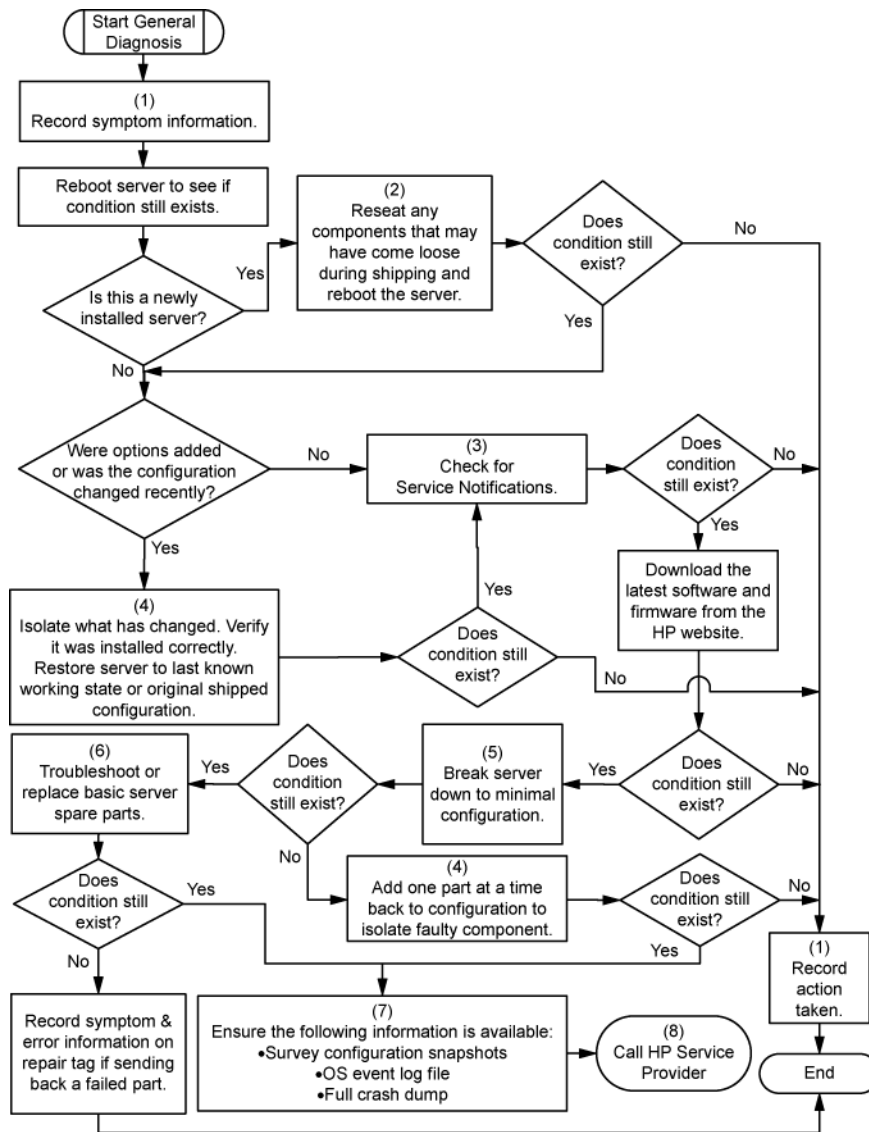 Start General
Diagnosis
(1)
Record symptom information.
Reboot server to see if
condition still exists.
(2)
Reseat any
components that may
have come loose
during shipping and
reboot the server.
Does
condition still
exist?
No
Yes
Yes
Is this a newly
installed server?
No
Were options added
or was the configuration
changed recently?
No
(3)
Check for
Service Notifications.
Does
condition
still exist?
No
Yes
Yes
Download the
latest software and
firmware from the
HP website.
(4)
Isolate what has changed. Verify
it was installed correctly.
Restore server to last known
working state or original shipped
configuration.
Yes
Does
condition still
exist?
No
(6)
Troubleshoot or
replace basic server
spare parts.
Yes
Does
condition
still exist?
(5)
Break server
down to minimal
configuration.
Yes
Does
condition still
exist?
No
No
(4)
Add one part at a time
back to configuration to
isolate faulty component.
Does
condition still
exist?
No
Yes
Does
condition still
exist?
Yes
No
(1)
Record
action
taken.
Record symptom &
error information on
repair tag if sending
back a failed part.
(7)
Ensure the following information is available:
•Survey configuration snapshots
•OS event log file
•Full crash dump
(8)
Call HP Service
Provider
End